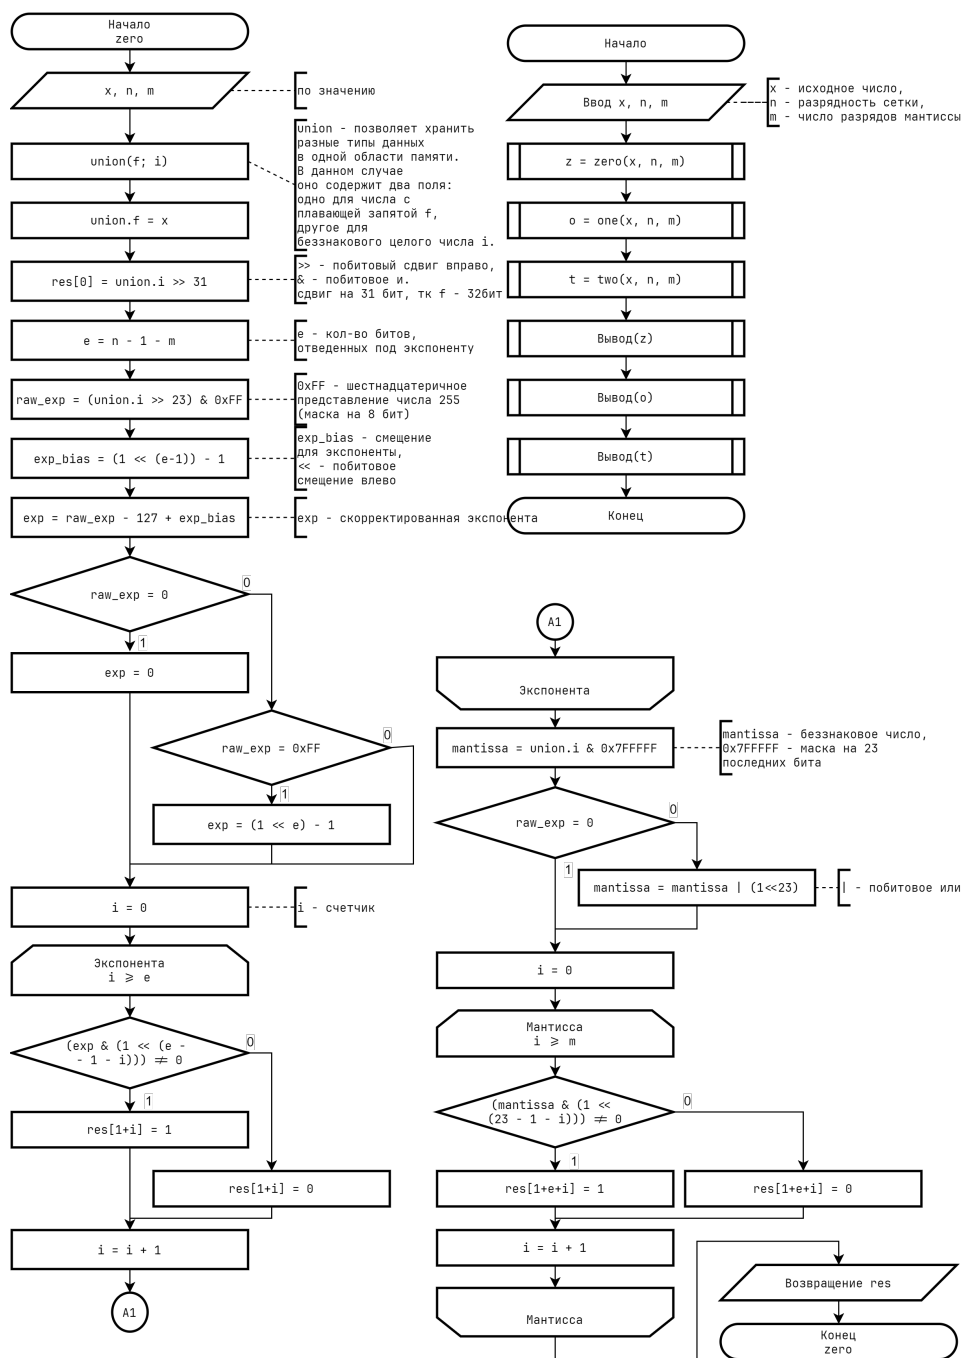 Начало
zero
x, n, m
по значению
union(f; i)
union - позволяет хранить
разные типы данных
в одной области памяти.
В данном случае
оно содержит два поля:
одно для числа с
плавающей запятой f,
другое для
беззнакового целого числа i.
union.f = x
res[0] = union.i >> 31
>> - побитовый сдвиг вправо,
& - побитовое и.
сдвиг на 31 бит, тк f - 32бит
e = n - 1 - m
e - кол-во битов,
отведенных под экспоненту
raw_exp = (union.i >> 23) & 0xFF
0xFF - шестнадцатеричное
представление числа 255
(маска на 8 бит)
exp_bias = (1 << (e-1)) - 1
exp_bias - смещение
для экспоненты,
<< - побитовое
смещение влево
exp = raw_exp - 127 + exp_bias
exp - скорректированная экспонента
raw_exp = 0
0
1
exp = 0
raw_exp = 0xFF
0
1
exp = (1 << e) - 1
i = 0
i - счетчик
Экспонента
i ⩾ e
(exp & (1 << (e -
- 1 - i))) ≠ 0
0
1
res[1+i] = 1
res[1+i] = 0
i = i + 1
A1
Начало
Ввод x, n, m
x - исходное число,
n - разрядность сетки,
m - число разрядов мантиссы
z = zero(x, n, m)
o = one(x, n, m)
t = two(x, n, m)
Вывод(z)
Вывод(o)
Вывод(t)
Конец
A1
Экспонента
mantissa = union.i & 0x7FFFFF
mantissa - беззнаковое число,
0x7FFFFF - маска на 23
последних бита
raw_exp = 0
0
1
mantissa = mantissa | (1<<23)
| - побитовое или
i = 0
Мантисса
i ⩾ m
(mantissa & (1 <<
(23 - 1 - i))) ≠ 0
0
1
res[1+e+i] = 1
res[1+e+i] = 0
i = i + 1
Мантисса
Возвращение res
Конец
zero